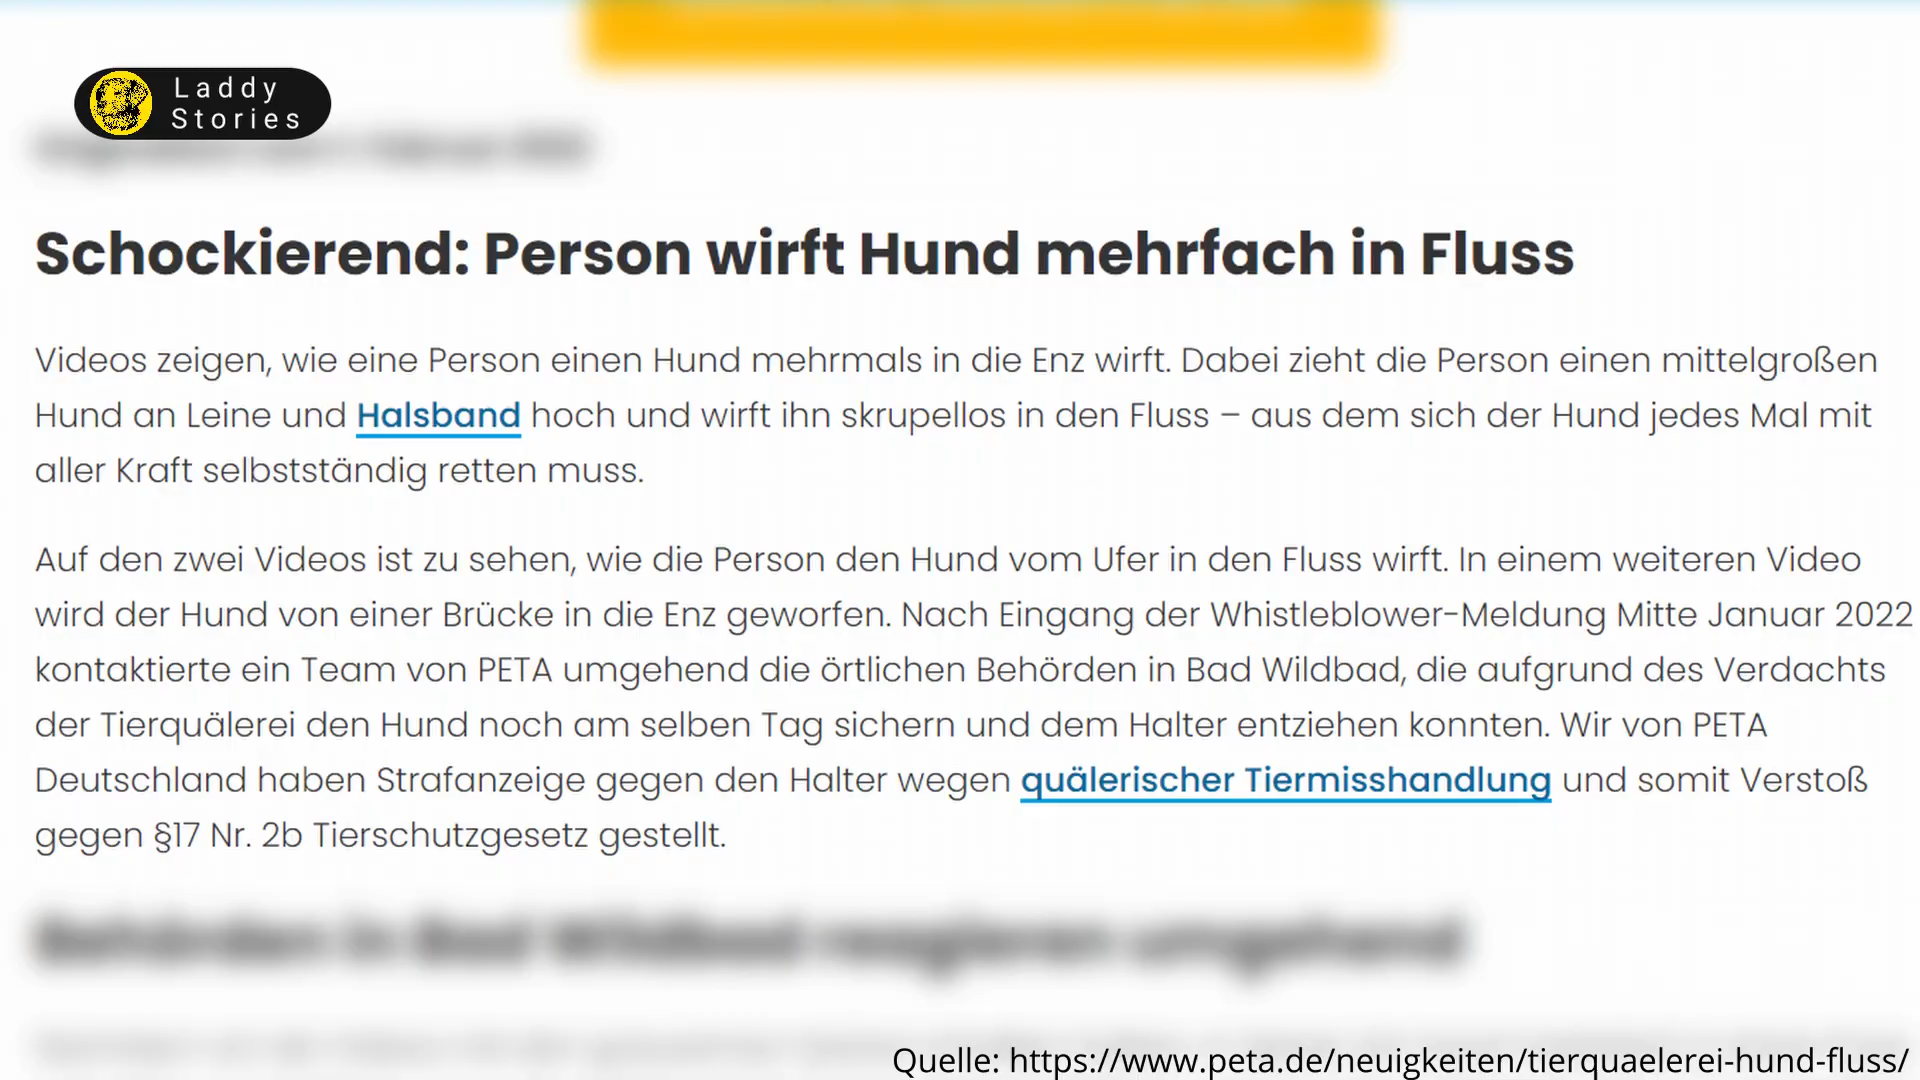 Laddy
Stories
Schockierend: Person wirft Hund mehrfach in Fluss
Videos zeigen, wie eine Person einen Hund mehrmals in die Enz wirft. Dabei zieht die Person einen mittelgroßen
Hund an Leine und Halsband hoch und wirft ihn skrupellos in den Fluss – aus dem sich der Hund jedes Mal mit
aller Kraft selbstständig retten muss.
Auf den zwei Videos ist zu sehen, wie die Person den Hund vom Ufer in den Fluss wirft. In einem weiteren Video
wird der Hund von einer Brücke in die Enz geworfen. Nach Eingang der Whistleblower-Meldung Mitte Januar 2022
kontaktierte ein Team von PETA umgehend die örtlichen Behörden in Bad Wildbad, die aufgrund des Verdachts
der Tierquälerei den Hund noch am selben Tag sichern und dem Halter entziehen konnten. Wir von PETA
Deutschland haben Strafanzeige gegen den Halter wegen quälerischer Tiermisshandlung und somit Verstoß
gegen §17 Nr. 2b Tierschutzgesetz gestellt.
Behörden in Bad Wildbad reagieren umgehend
Quelle: https://www.peta.de/neuigkeiten/tierquaelerei-hund-fluss/